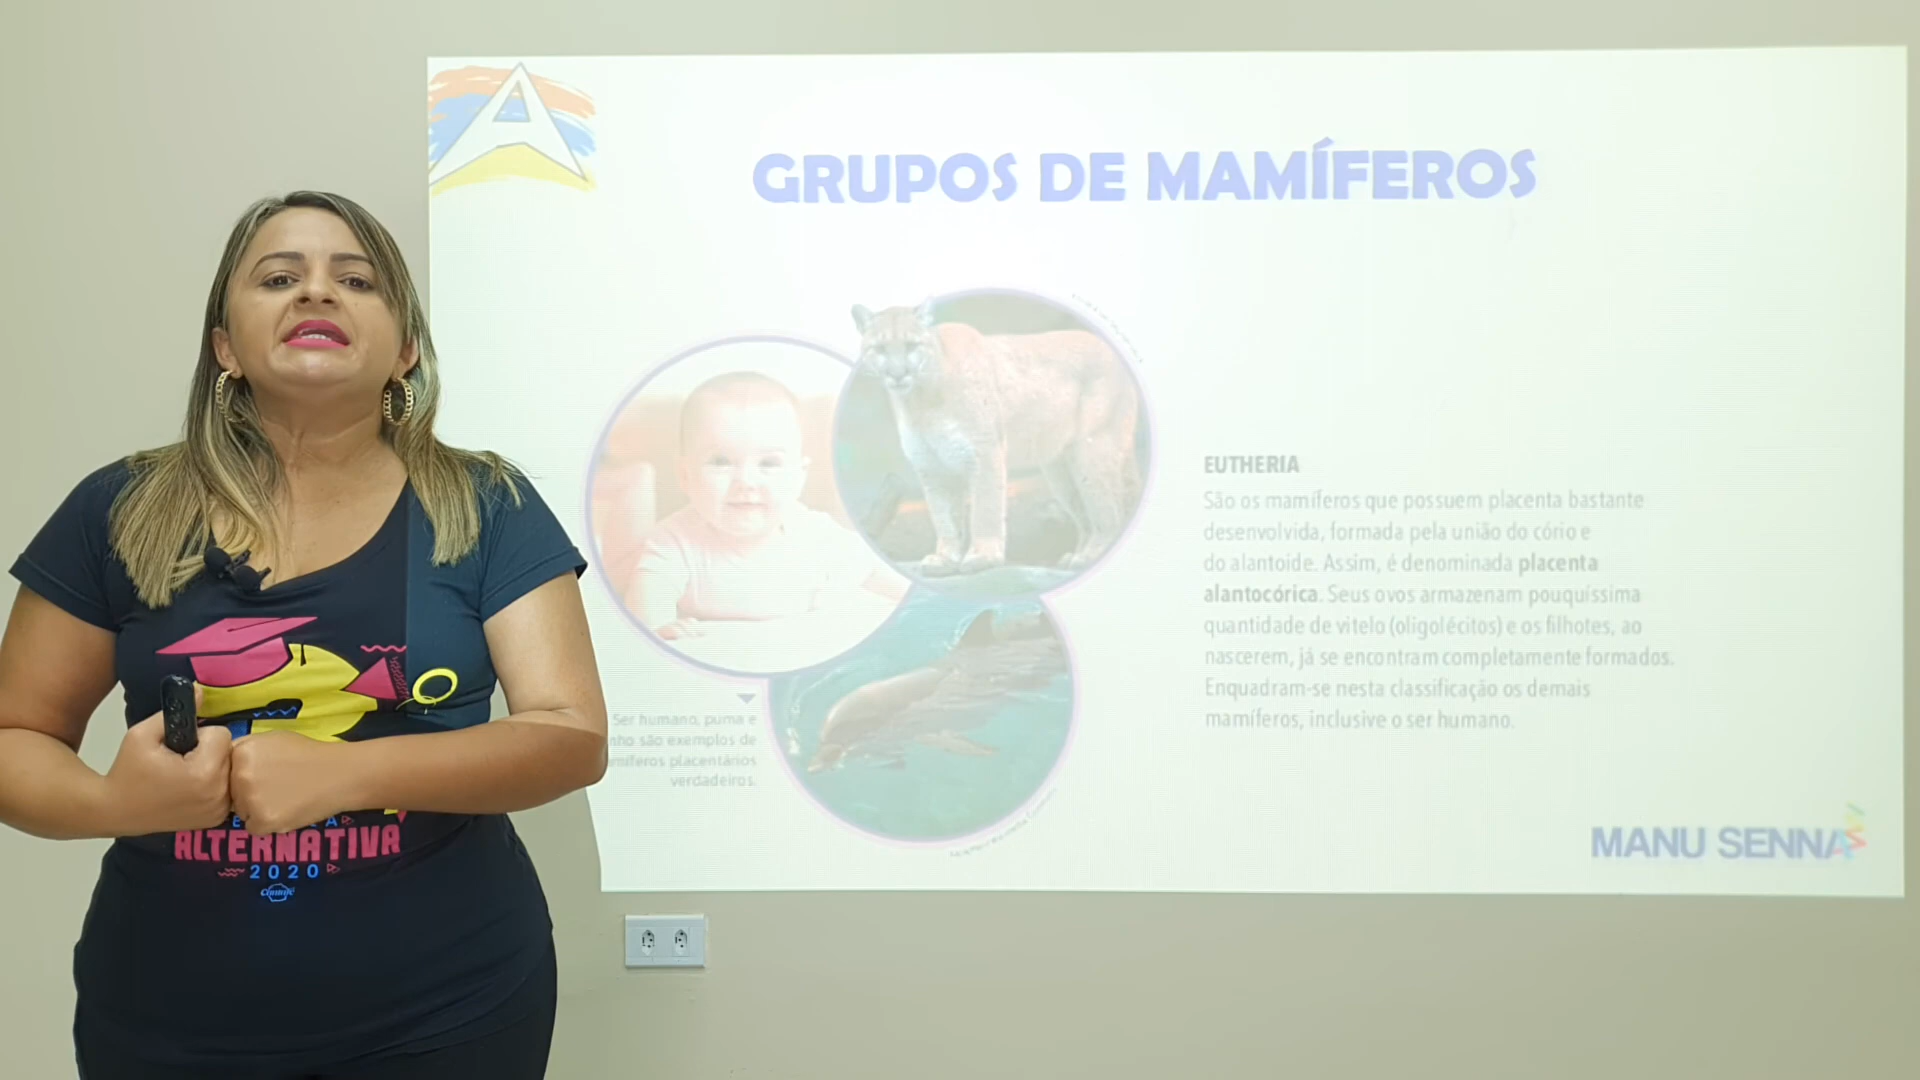 GRUPOS DE MAMÍFEROS
EUTHERIA
São os mamíferos que possuem placenta bastante
desenvolvida, formada pela união do cório e
do alantoide. Assim, é denominada placenta
alantocórica. Seus ovos armazenam pouquíssima
quantidade de vitelo (oligolécitos) e os filhotes, ao
nascerem, já se encontram completamente formados.
Enquadram-se nesta classificação os demais
mamíferos, inclusive o ser humano.
Ser humano, puma e
são exemplos de
placentários
verdadeiros.
MANU SENNA
ALTERNATIVA
2020